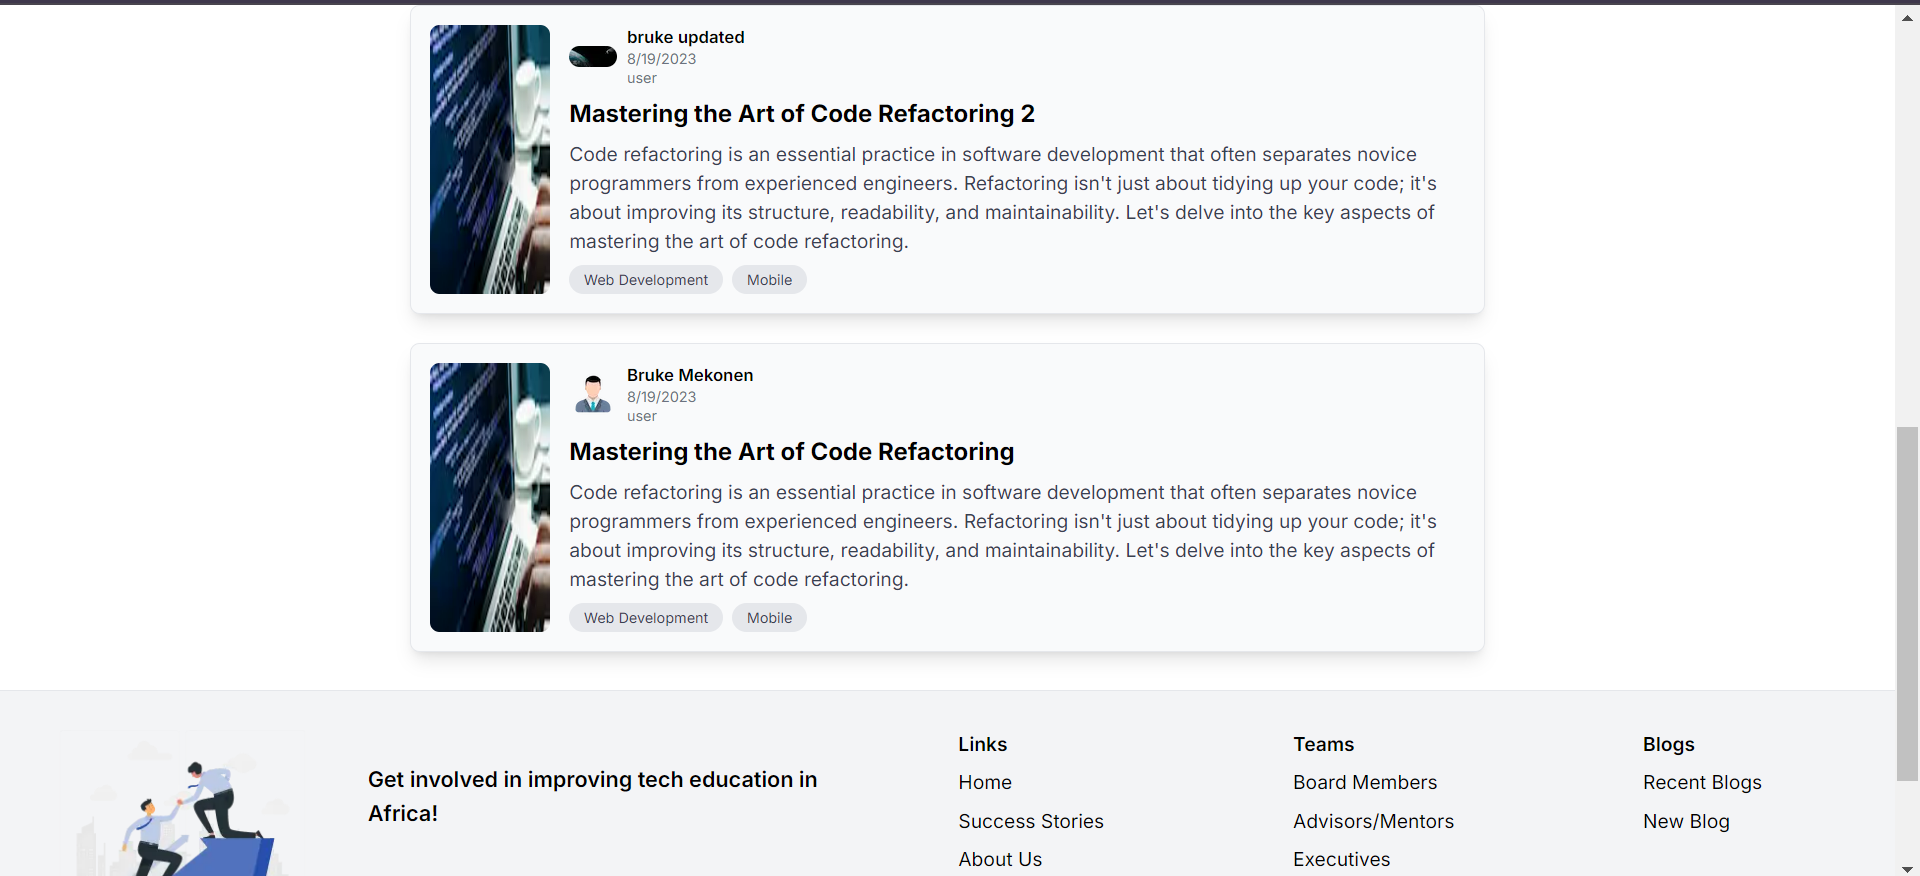 bruke updated
8/19/2023
user
Mastering the Art of Code Refactoring 2
Code refactoring is an essential practice in software development that often separates novice
programmers from experienced engineers. Refactoring isn't just about tidying up your code; it's
about improving its structure, readability, and maintainability. Let's delve into the key aspects of
mastering the art of code refactoring.
Web Development Mobile
Bruke Mekonen
8/19/2023
user
Mastering the Art of Code Refactoring
Code refactoring is an essential practice in software development that often separates novice
programmers from experienced engineers. Refactoring isn't just about tidying up your code; it's
about improving its structure, readability, and maintainability. Let's delve into the key aspects of
mastering the art of code refactoring.
Web Development Mobile
Get involved in improving tech education in
Africa!
Links
Home
Success Stories
About Us
Teams
Board Members
Advisors/Mentors
Executives
Blogs
Recent Blogs
New Blog